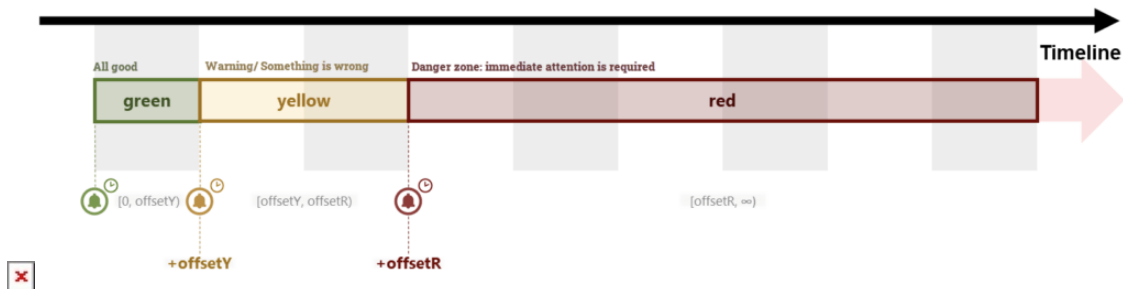 Timeline
All good
Warning/ Something is wrong
Danger zone: immediate attention is required
green
yellow
red
[0, offsetY)
[offsetY, offsetR)
[offsetR, ∞)
+offsetY
+offsetR